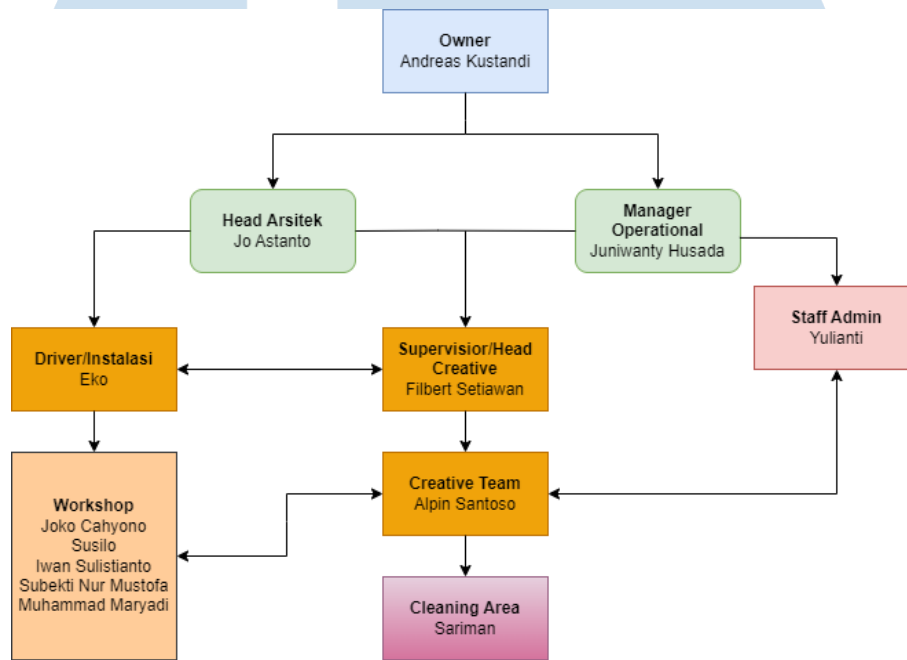 Owner
Andreas Kustandi
Head Arsitek
Jo Astanto
Manager
Operational
Juniwanty Husada
Staff Admin
Yulianti
Driver/Instalasi
Eko
Supervisior/Head
Creative
Filbert Setiawan
Workshop
Joko Cahyono
Susilo
Iwan Sulistianto
Subekti Nur Mustofa
Muhammad Maryadi
Creative Team
Alpin Santoso
Cleaning Area
Sariman